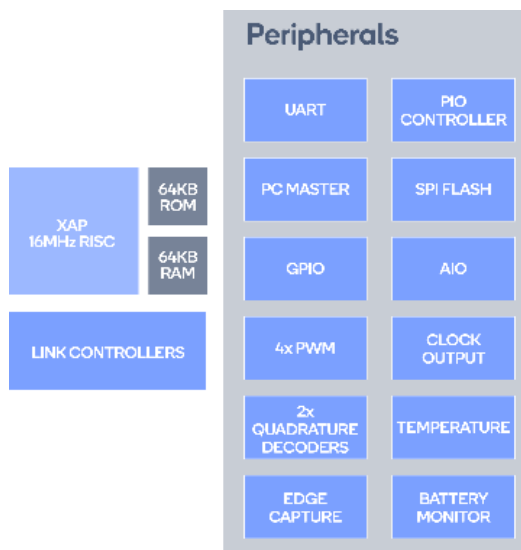 Peripherals
UART
PIO
CONTROLLER
XAP
16MHz RISC
64KB
ROM
64KB
RAM
PC MASTER
SPI FLASH
GPIO
AIO
LINK CONTROLLERS
4x PWM
CLOCK
OUTPUT
2x
QUADRATURE
DECODERS
TEMPERATURE
EDGE
CAPTURE
BATTERY
MONITOR